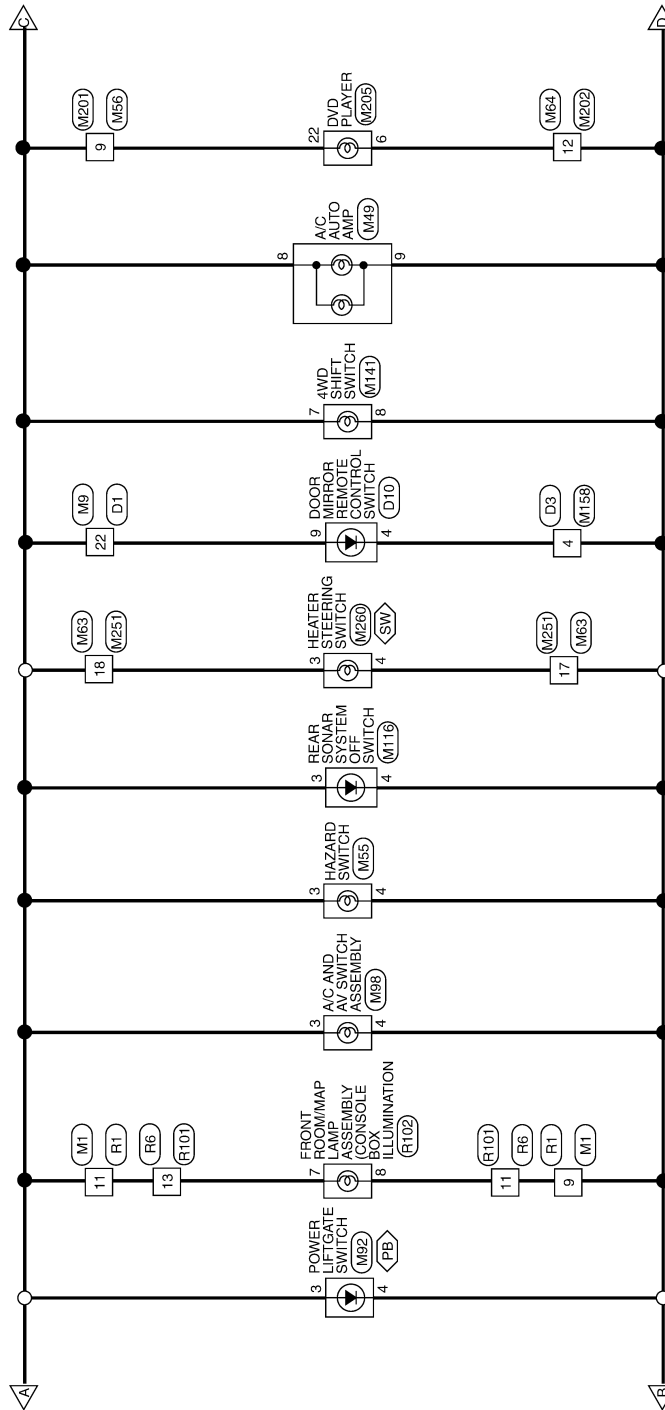 A
3
POWER
LIFTGATE
SWITCH
M92
PB
4
11
M1
R1
13
R6
R101
7
FRONT
ROOM/MAP
LAMP
ASSEMBLY
/CONSOLE
BOX
ILLUMINATION
R102
8
11
R101
R6
9
R1
M1
3
A/C AND
AV SWITCH
ASSEMBLY
M98
4
3
HAZARD
SWITCH
M55
4
3
REAR
SONAR
SYSTEM
OFF
SWITCH
M116
4
18
M63
M251
3
HEATER
STEERING
SWITCH
M260
SW
4
17
M251
M63
22
M9
D1
9
DOOR
MIRROR
REMOTE
CONTROL
SWITCH
D10
4
4
D3
M158
7
4WD
SHIFT
SWITCH
M141
8
8
A/C
AUTO
AMP
M49
9
9
M201
M56
22
DVD
PLAYER
M205
6
12
M64
M202
C
B
D